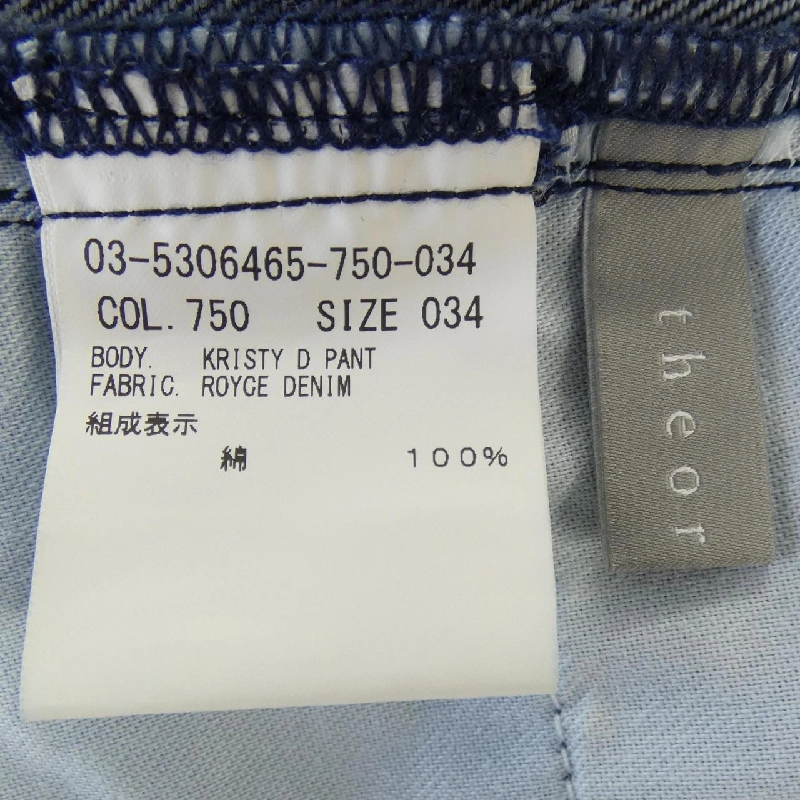 03-5306465-750-034
COL. 750 SIZE 034
BODY. KRISTY D PANT
FABRIC. ROYCE DENIM
組成表示
綿 100%
theor